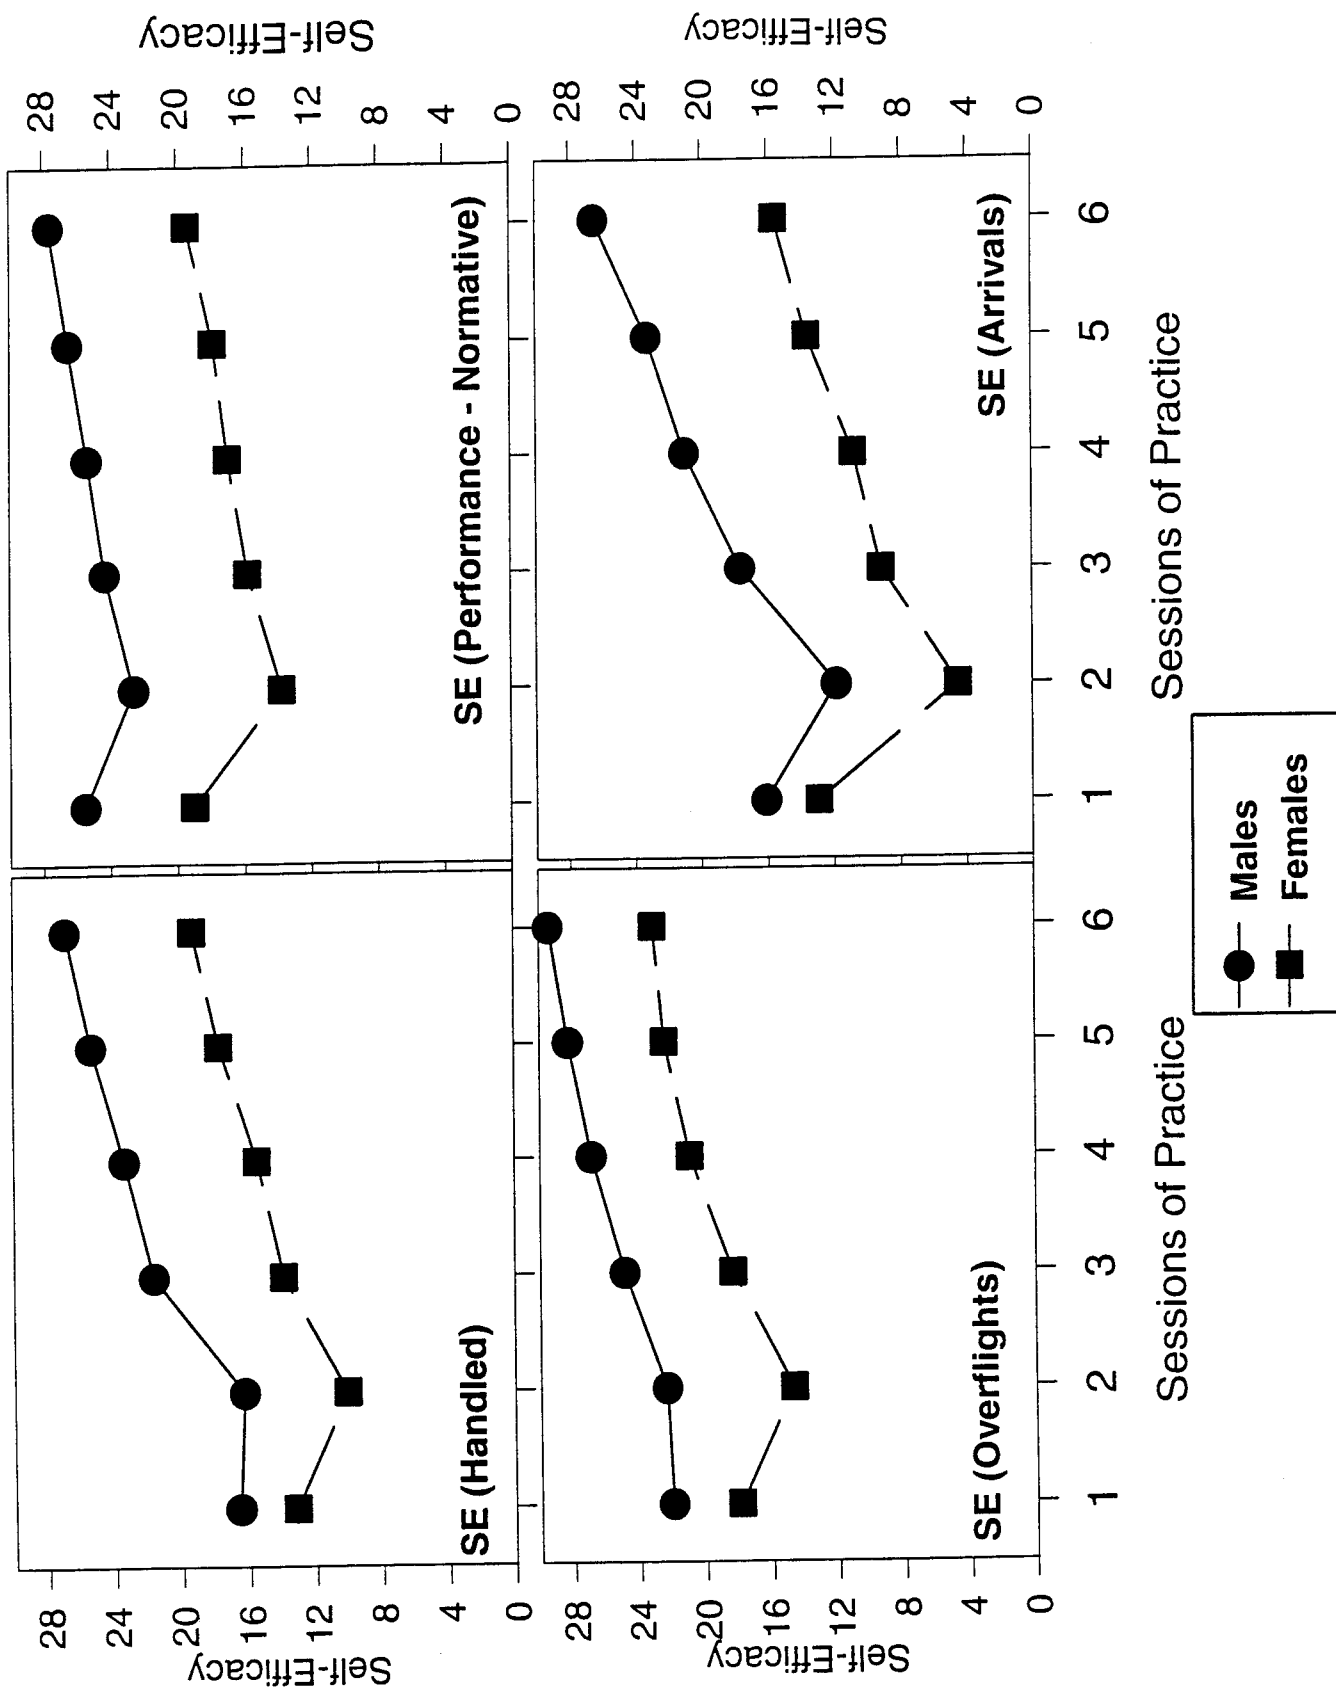 Self-Efficacy
28
24
20
16
12
8
4
0
SE (Handled)
SE (Performance - Normative)
28
24
20
16
12
8
4
0
Self-Efficacy
Self-Efficacy
28
24
20
16
12
8
4
0
SE (Overflights)
SE (Arrivals)
28
24
20
16
12
8
4
0
Self-Efficacy
1 2 3 4 5 6
1 2 3 4 5 6
Sessions of Practice
Sessions of Practice
Males
Females